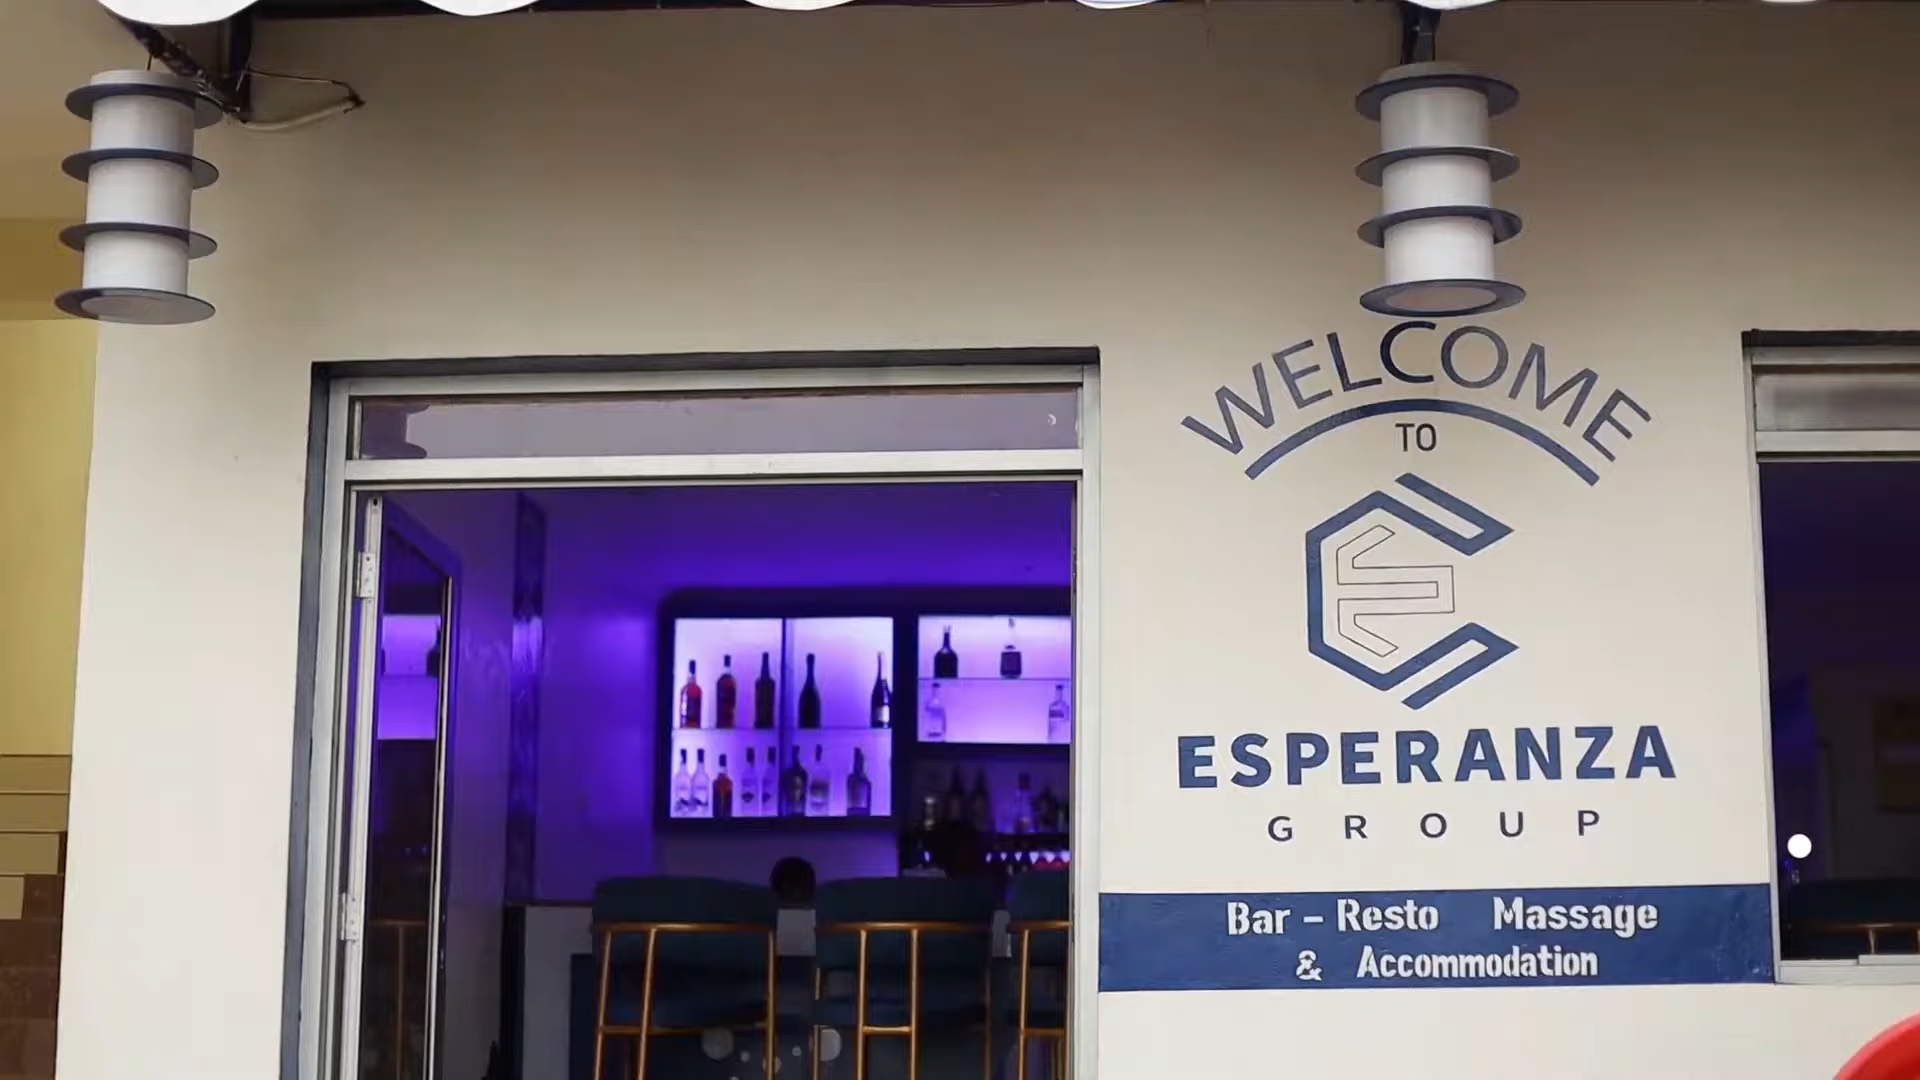 WELCOME
TO
ESPERANZA
GROUP
Bar - Resto Massage
& Accommodation